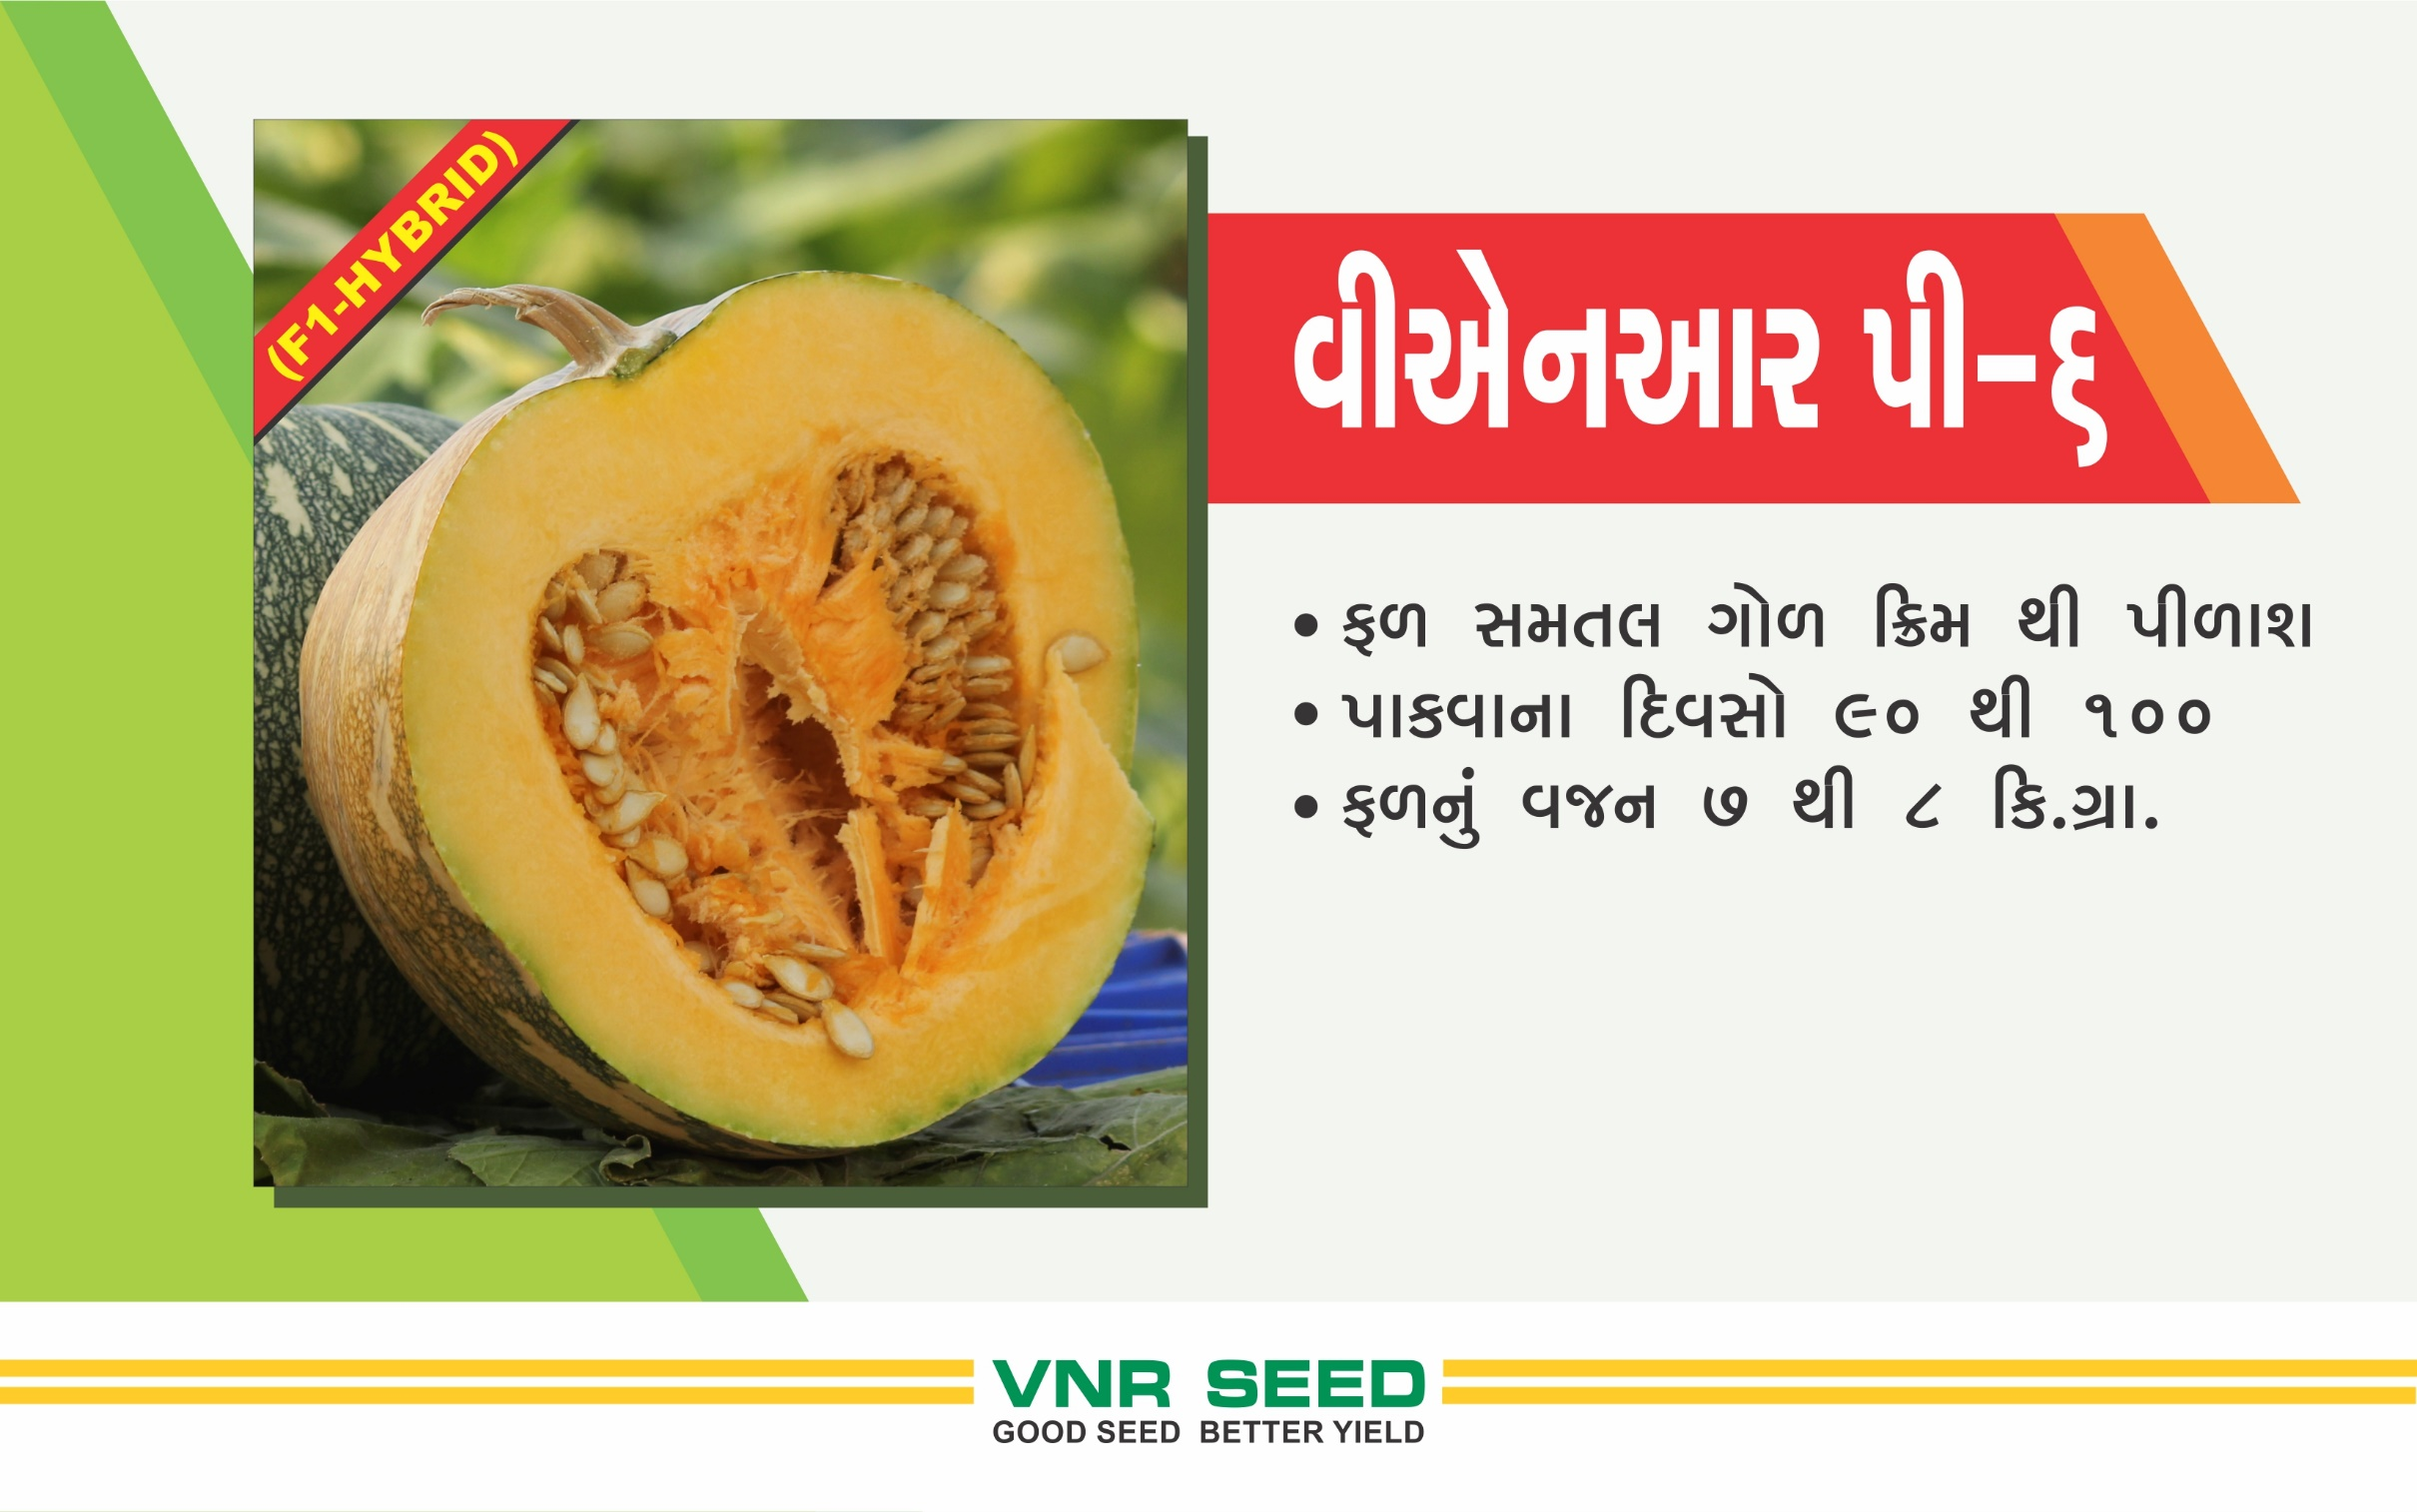 (F1-HYBRID)
વીએનઆર પી-૬
• ફળ સમતલ ગોળ ક્રિમ થી પીળાશ
• પાકવાના દિવસો ૯૦ થી ૧૦૦
• ફળનું વજન ૭ થી ૮ કિ.ગ્રા.
VNR SEED
GOOD SEED BETTER YIELD